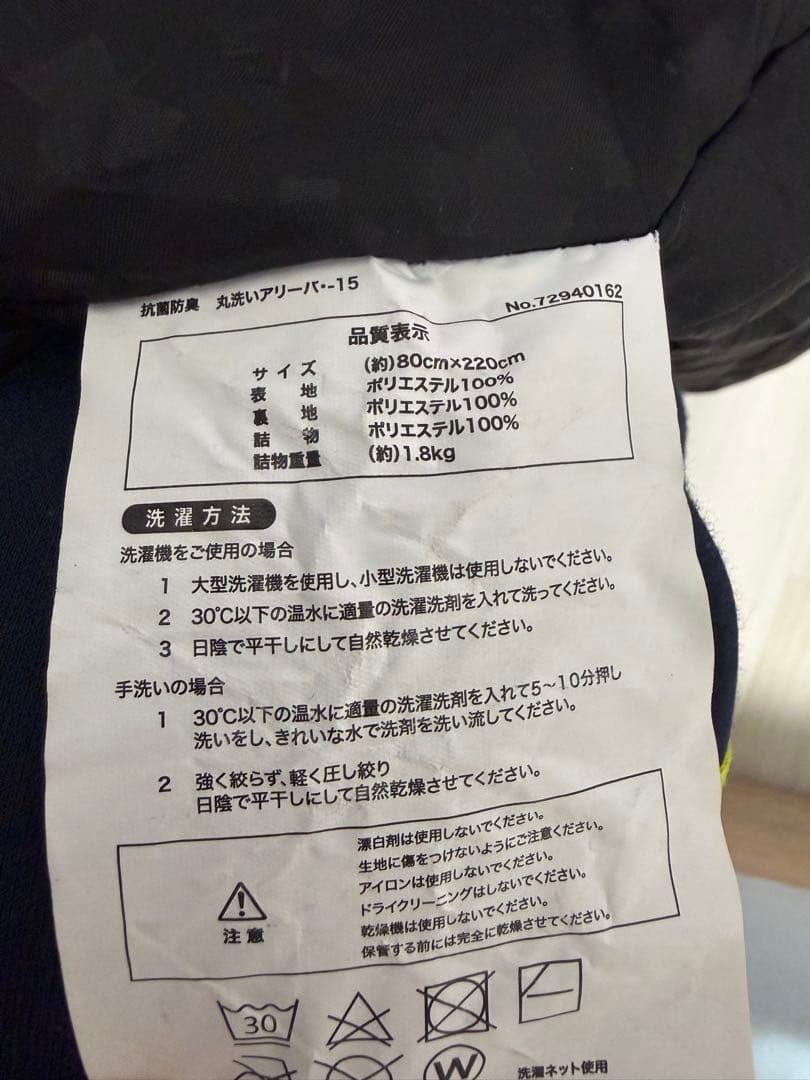 抗菌防臭 丸洗いアリーバ・-15
No.72940162
品質表示
サイズ (約)80cm×220cm
表地 ポリエステル100%
裏地 ポリエステル100%
詰物 ポリエステル100%
詰物重量 (約)1.8kg
洗濯方法
洗濯機をご使用の場合
1 大型洗濯機を使用し、小型洗濯機は使用しないでください。
2 30℃以下の温水に適量の洗濯洗剤を入れて洗ってください。
3 日陰で平干しにして自然乾燥させてください。
手洗いの場合
1 30℃以下の温水に適量の洗濯洗剤を入れて5～10分押し
洗いをし、きれいな水で洗剤を洗い流してください。
2 強く絞らず、軽く圧し絞り
日陰で平干しにして自然乾燥させてください。
注意
漂白剤は使用しないでください。
生地に傷をつけないようにご注意ください。
アイロンは使用しないでください。
ドライクリーニングはしないでください。
乾燥機は使用しないでください。
保管する前には完全に乾燥させてください。
30
W
洗濯ネット使用